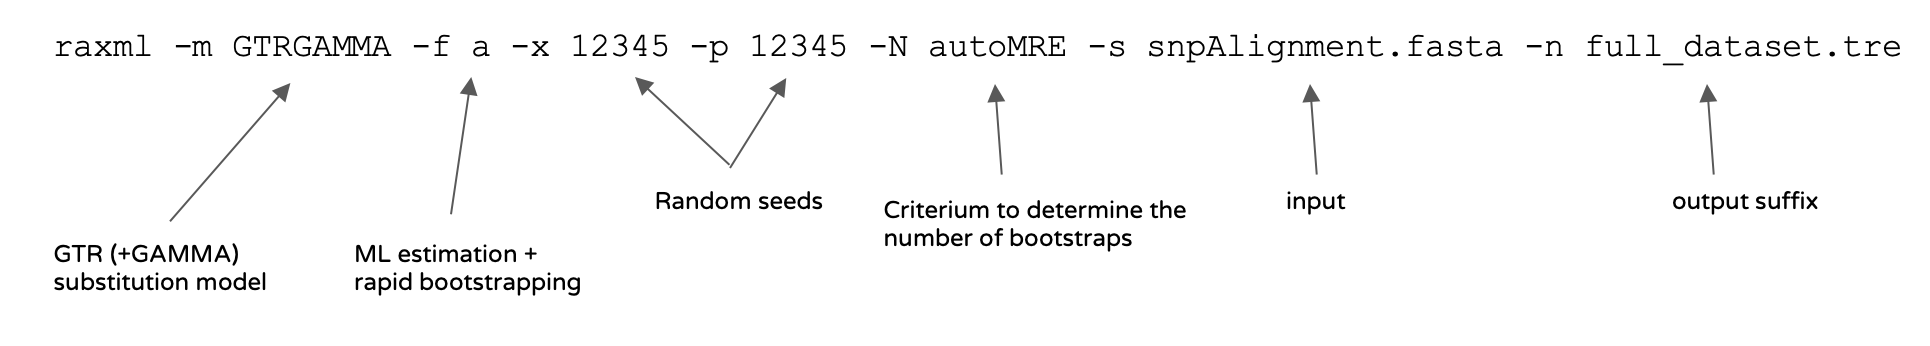 raxml -m GTRGAMMA -f a -x 12345 -p 12345 -N autoMRE -s snpAlignment.fasta -n full_dataset.tre
GTR (+GAMMA)
substitution model
ML estimation +
rapid bootstrapping
Random seeds
Criterium to determine the
number of bootstraps
input
output suffix